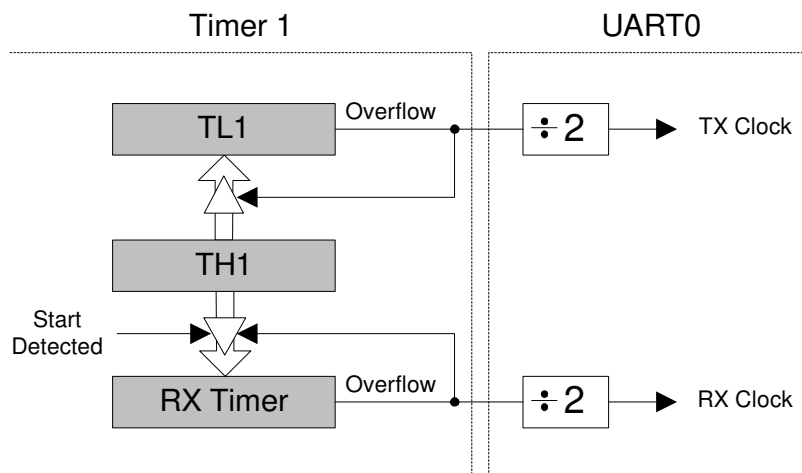 Timer 1
UART0
TL1
Overflow
÷ 2
TX Clock
TH1
Start
Detected
RX Timer
Overflow
÷ 2
RX Clock